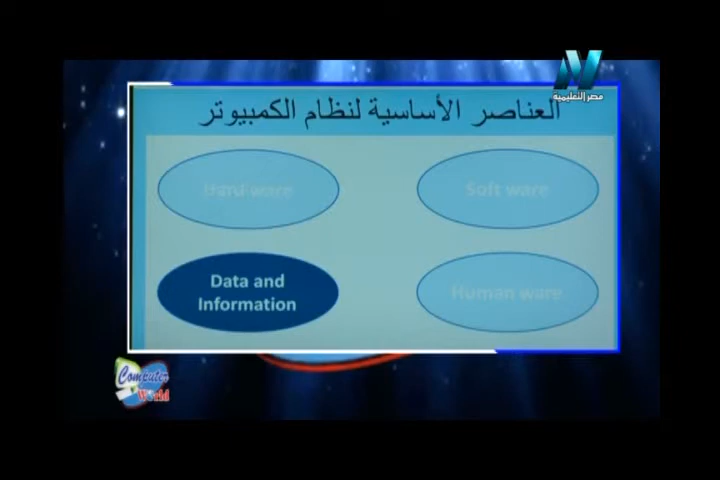 مصر التعليمية
العناصر الأساسية لنظام الكمبيوتر
Hard ware
Soft ware
Data and
Information
Human ware
Computer
World